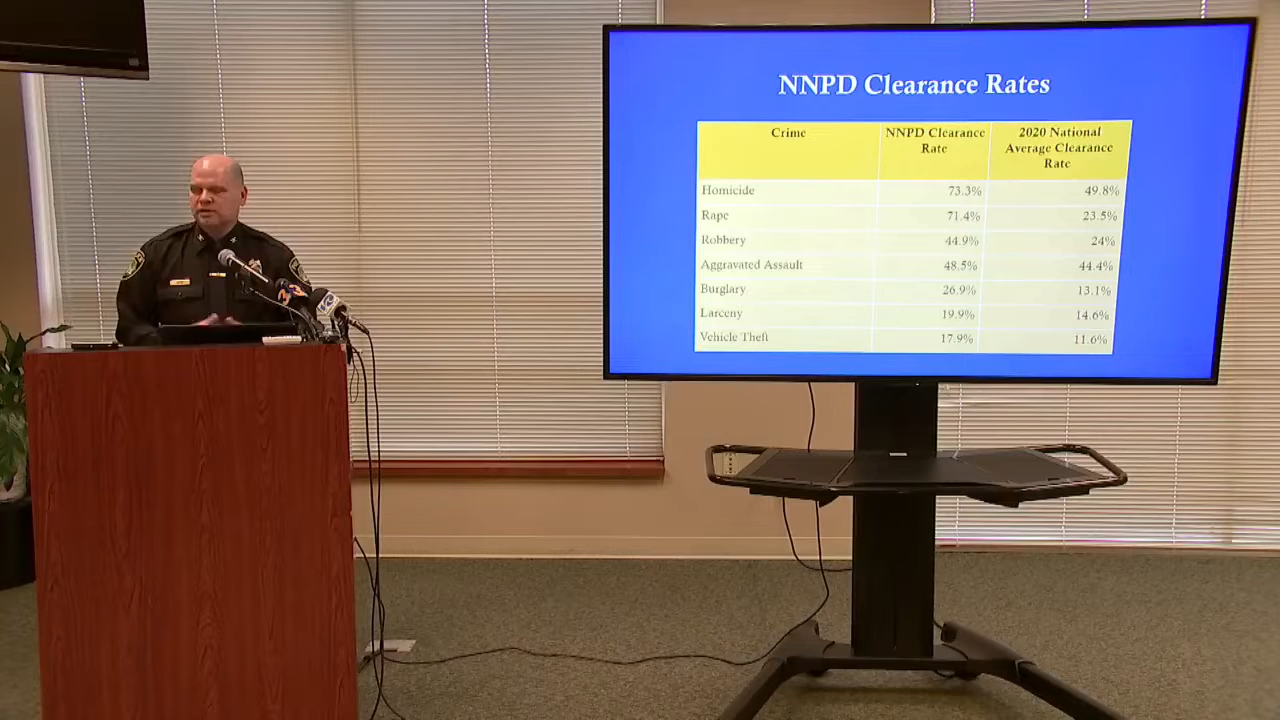 NNPD Clearance Rates
Crime NNPD Clearance Rate 2020 National Average Clearance Rate
Homicide 73.3% 49.8%
Rape 71.4% 23.5%
Robbery 44.9% 24%
Aggravated Assault 48.5% 44.4%
Burglary 26.9% 13.1%
Larceny 19.9% 14.6%
Vehicle Theft 17.9% 11.6%